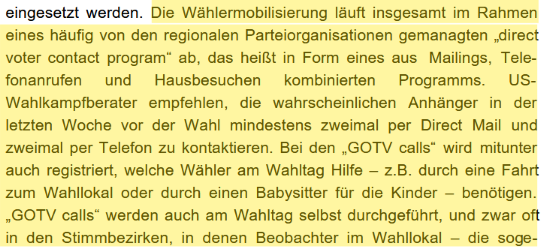 eingesetzt werden. Die Wählermobilisierung läuft insgesamt im Rahmen
eines häufig von den regionalen Parteiorganisationen gemanagten „direct
voter contact program“ ab, das heißt in Form eines aus Mailings, Tele-
fonanrufen und Hausbesuchen kombinierten Programms. US-
Wahlkampfberater empfehlen, die wahrscheinlichen Anhänger in der
letzten Woche vor der Wahl mindestens zweimal per Direct Mail und
zweimal per Telefon zu kontaktieren. Bei den „GOTV calls“ wird mitunter
auch registriert, welche Wähler am Wahltag Hilfe – z.B. durch eine Fahrt
zum Wahllokal oder durch einen Babysitter für die Kinder – benötigen.
„GOTV calls“ werden auch am Wahltag selbst durchgeführt, und zwar oft
in den Stimmbezirken, in denen Beobachter im Wahllokal – die soge-